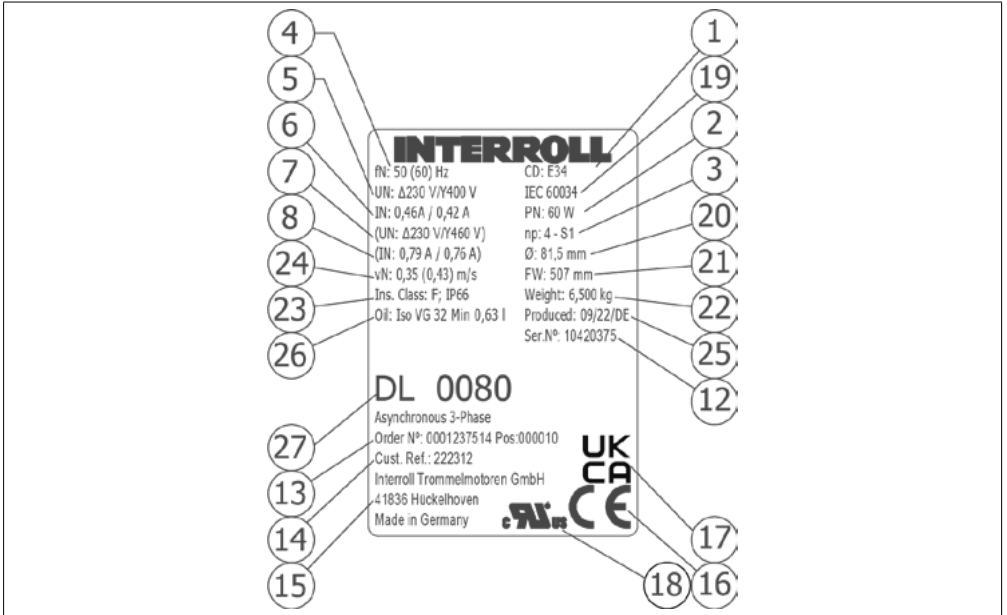 4
5
6
7
8
24
23
26
27
13
14
15
INTERROLL
fN: 50 (60) Hz
UN: Δ230 V/Y400 V
IN: 0,46A / 0,42 A
(UN: Δ230 V/Y460 V)
(IN: 0,79 A / 0,76 A)
vN: 0,35 (0,43) m/s
Ins. Class: F; IP66
Oil: Iso VG 32 Min 0,63 l
CD: E34
IEC 60034
PN: 60 W
np: 4 - S1
Ø: 81,5 mm
FW: 507 mm
Weight: 6,500 kg
Produced: 09/22/DE
Ser.Nº: 10420375
DL 0080
Asynchronous 3-Phase
Order Nº: 0001237514 Pos:000010
Cust. Ref.: 222312
Interroll Trommelmotoren GmbH
41836 Hückelhoven
Made in Germany
c RU us
UK
CA
CE
1
19
2
3
20
21
22
25
12
17
18
16